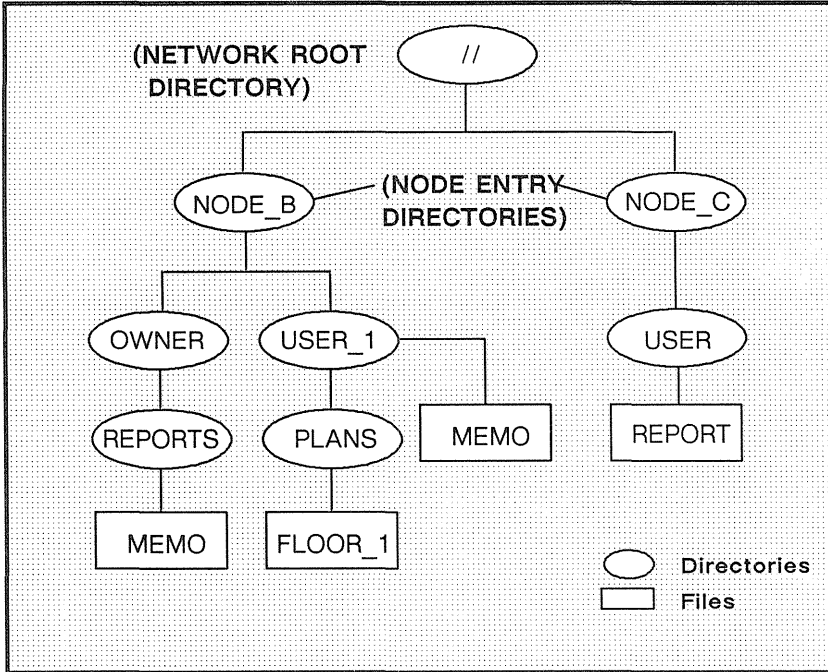 (NETWORK ROOT
DIRECTORY)
//
NODE_B
(NODE ENTRY
DIRECTORIES)
NODE_C
OWNER
USER_1
USER
REPORTS
PLANS
MEMO
REPORT
MEMO
FLOOR_1
Directories
Files